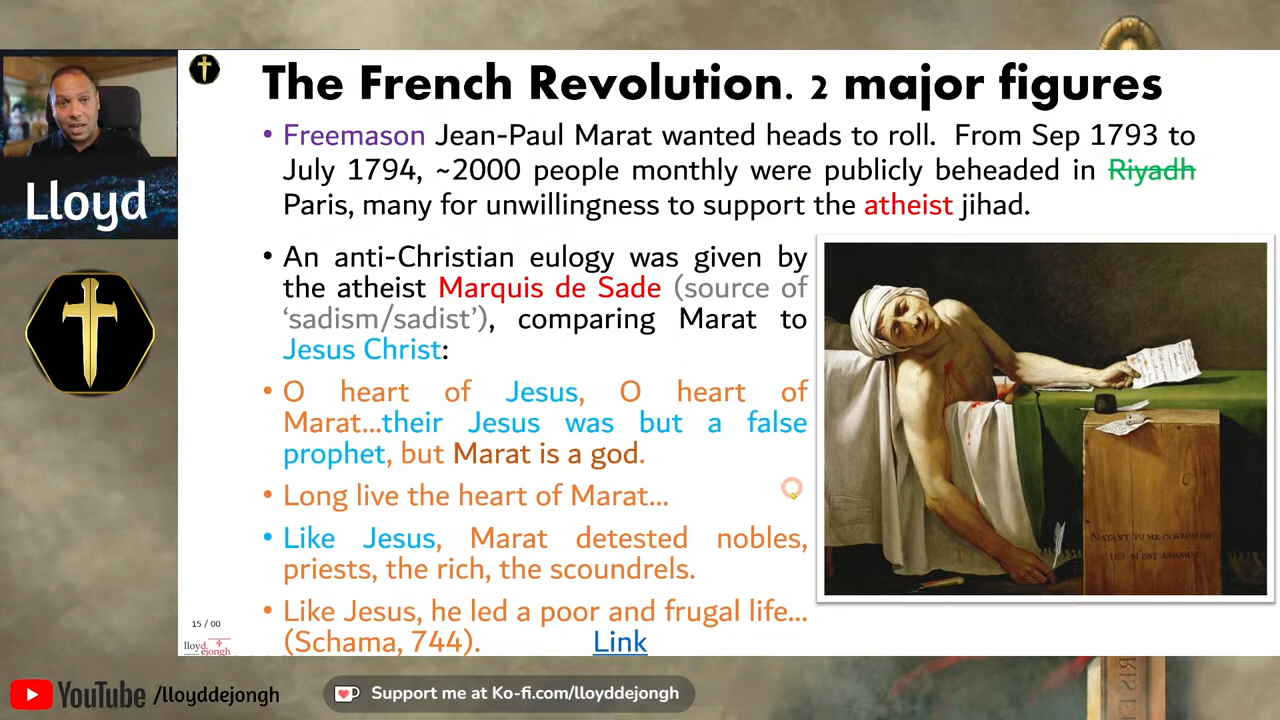 The French Revolution. 2 major figures
Lloyd
• Freemason Jean-Paul Marat wanted heads to roll. From Sep 1793 to
July 1794, ~2000 people monthly were publicly beheaded in Riyadh
Paris, many for unwillingness to support the atheist jihad.
• An anti-Christian eulogy was given by
the atheist Marquis de Sade (source of
‘sadism/sadist’), comparing Marat to
Jesus Christ:
• O heart of Jesus, O heart of
Marat...their Jesus was but a false
prophet, but Marat is a god.
• Long live the heart of Marat...
• Like Jesus, Marat detested nobles,
priests, the rich, the scoundrels.
• Like Jesus, he led a poor and frugal life...
(Schama, 744). Link
15 / 00
lloyd
ejongh
YouTube /lloyddejongh
Support me at Ko-fi.com/lloyddejongh